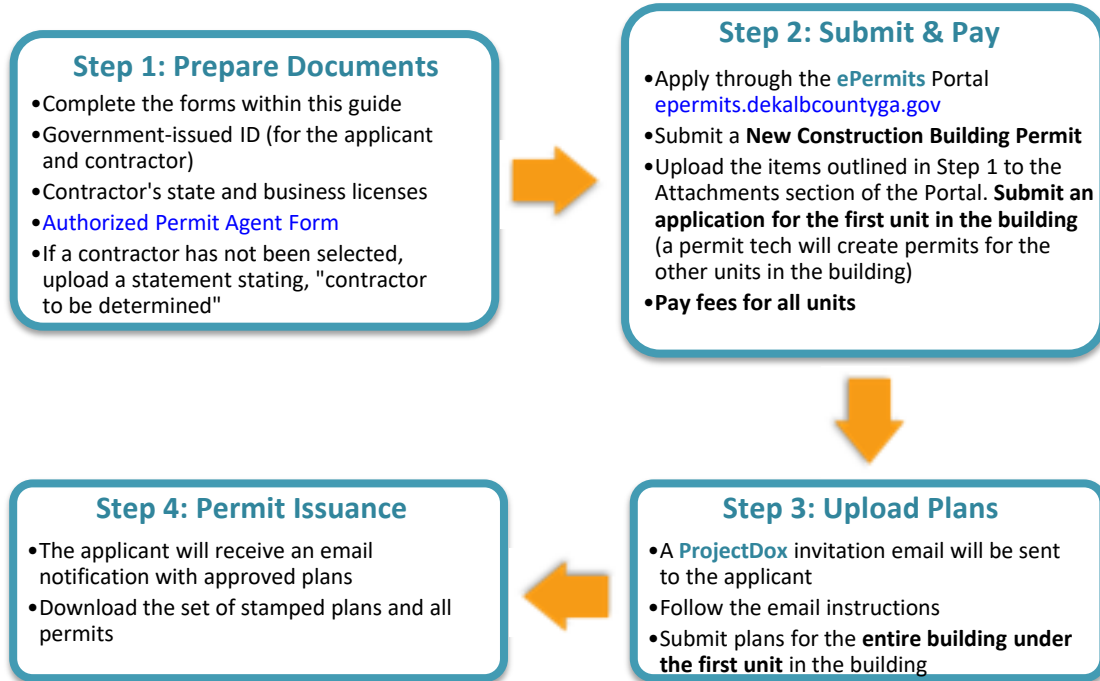 Step 1: Prepare Documents
•Complete the forms within this guide
•Government-issued ID (for the applicant
and contractor)
•Contractor's state and business licenses
•Authorized Permit Agent Form
•If a contractor has not been selected,
upload a statement stating, "contractor
to be determined"
Step 2: Submit & Pay
•Apply through the ePermits Portal
epermits.dekalbcountyga.gov
•Submit a New Construction Building Permit
•Upload the items outlined in Step 1 to the
Attachments section of the Portal. Submit an
application for the first unit in the building
(a permit tech will create permits for the
other units in the building)
•Pay fees for all units
Step 3: Upload Plans
•A ProjectDox invitation email will be sent
to the applicant
•Follow the email instructions
•Submit plans for the entire building under
the first unit in the building
Step 4: Permit Issuance
•The applicant will receive an email
notification with approved plans
•Download the set of stamped plans and all
permits